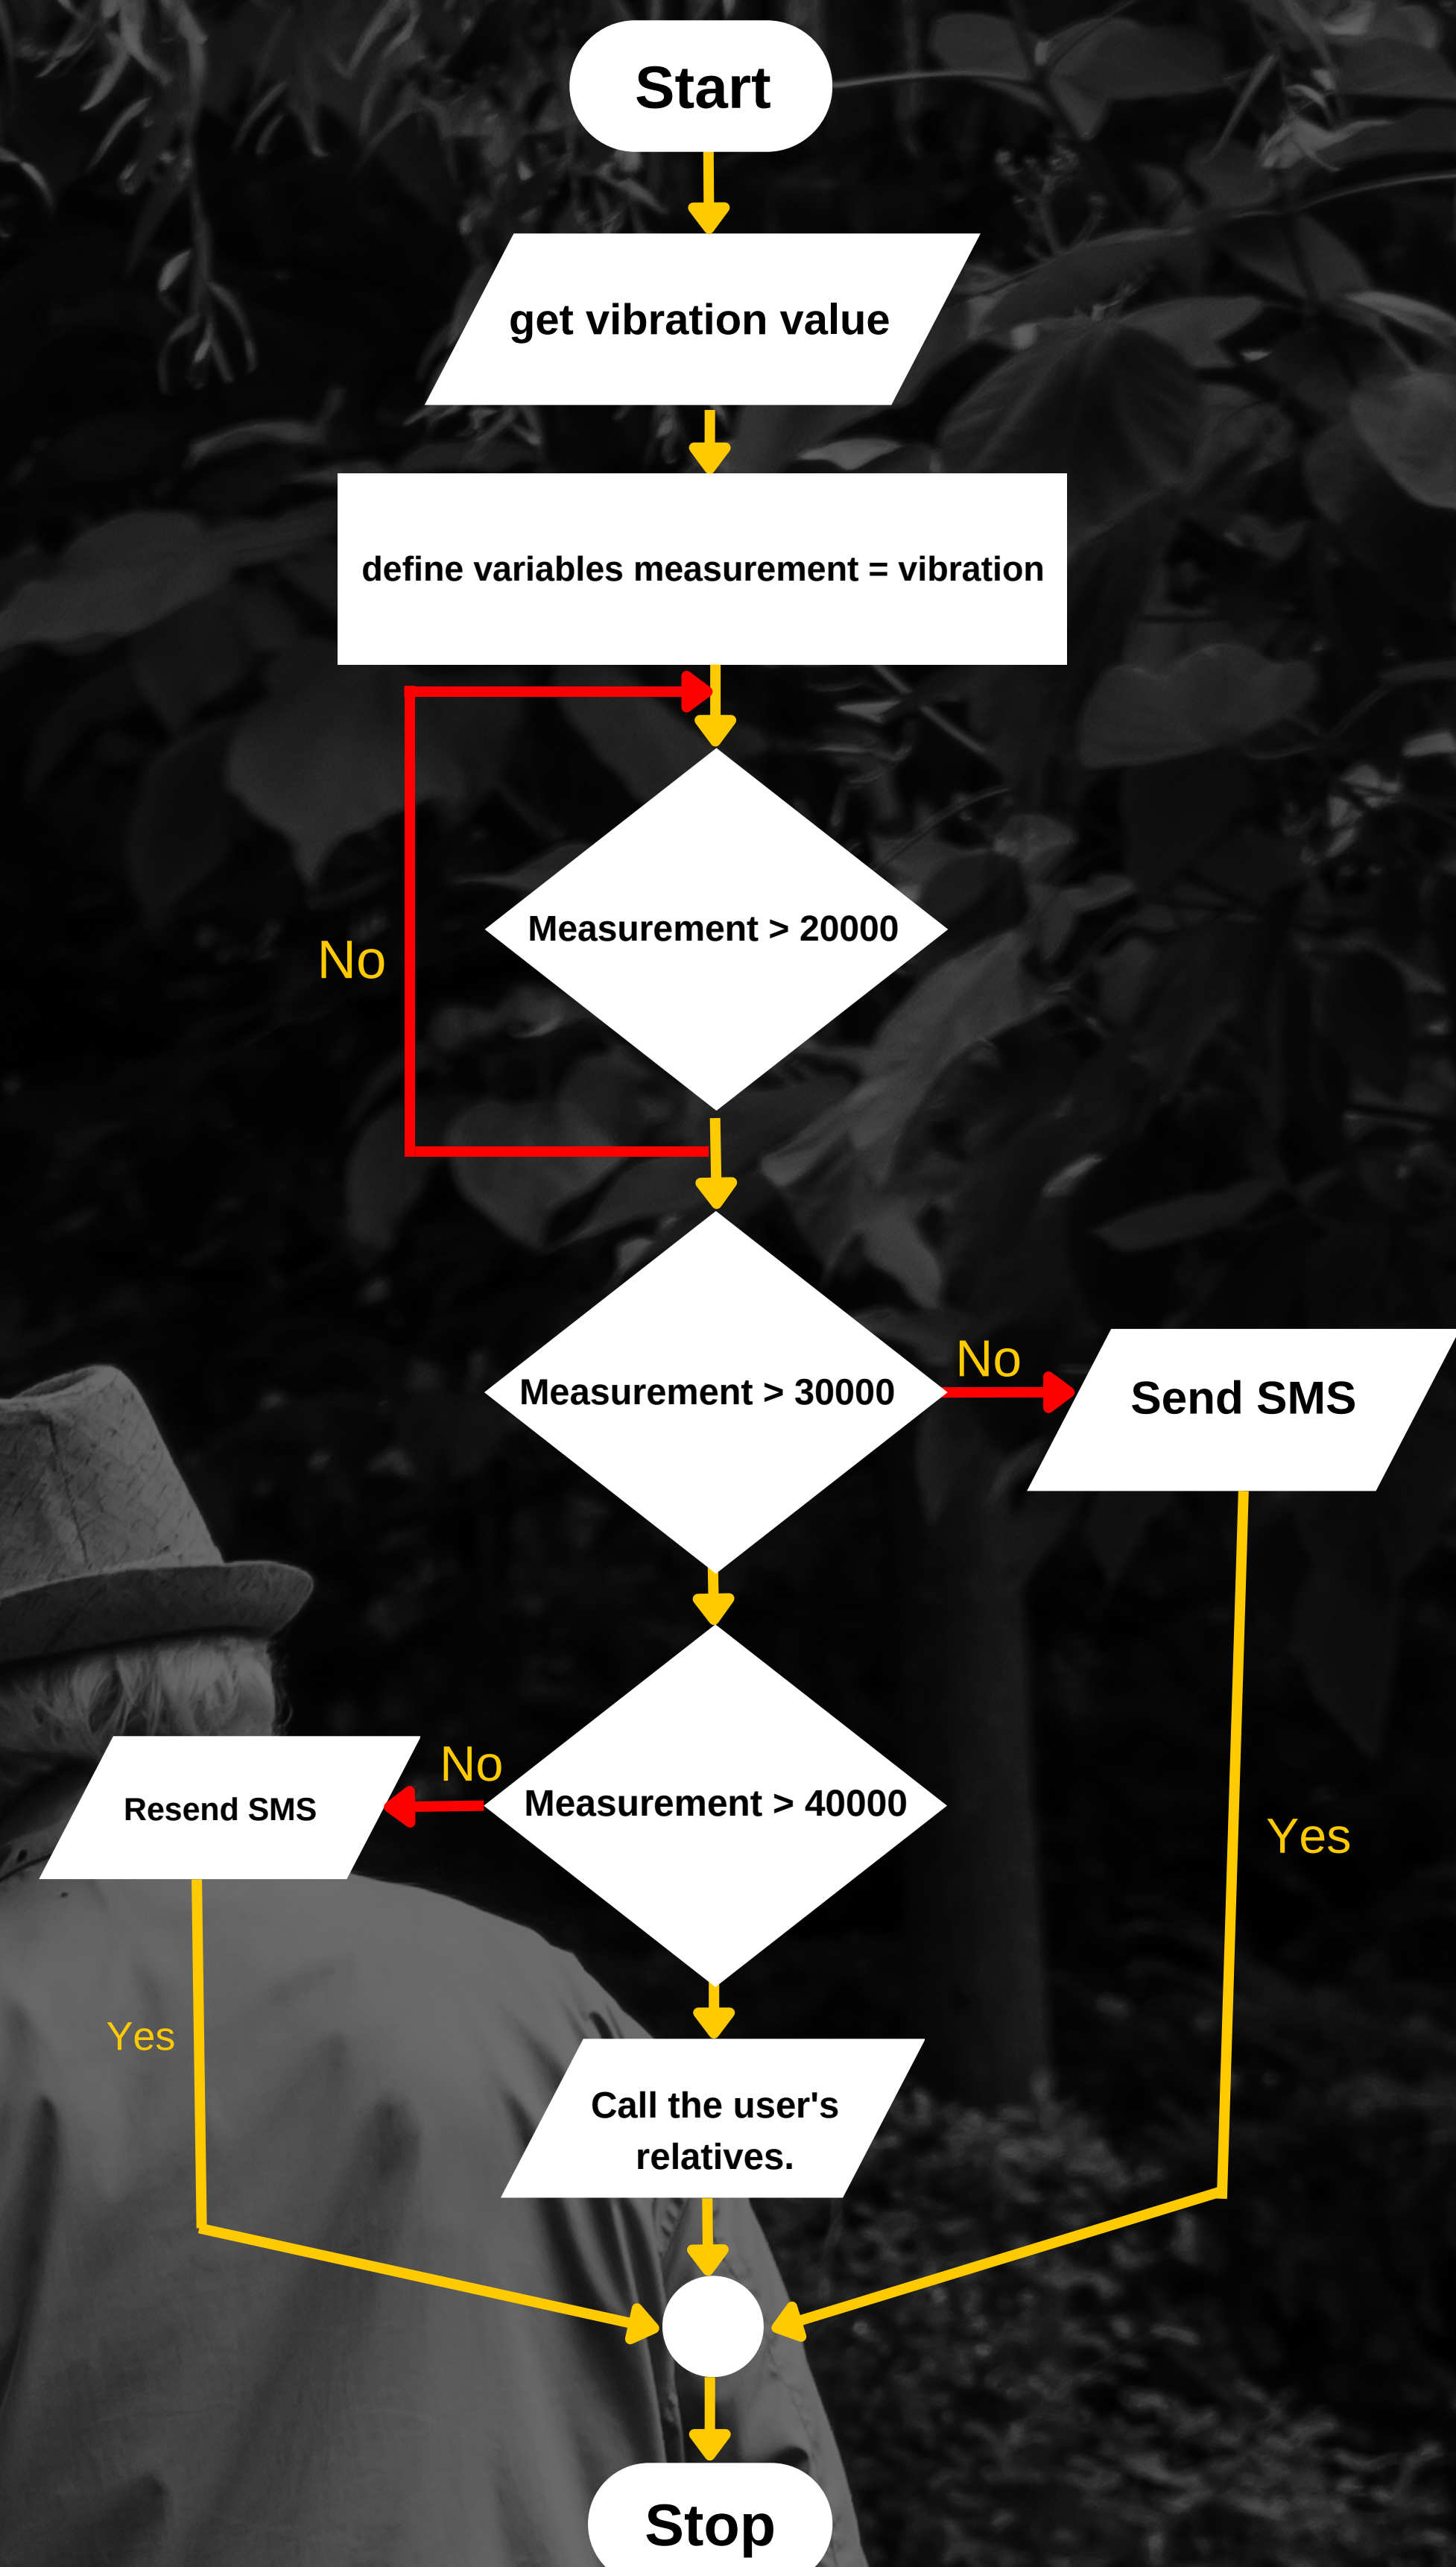 Start
get vibration value
define variables measurement = vibration
Measurement > 20000
No
Measurement > 30000
No
Send SMS
No
Resend SMS
Measurement > 40000
Yes
Yes
Call the user's
relatives.
Stop